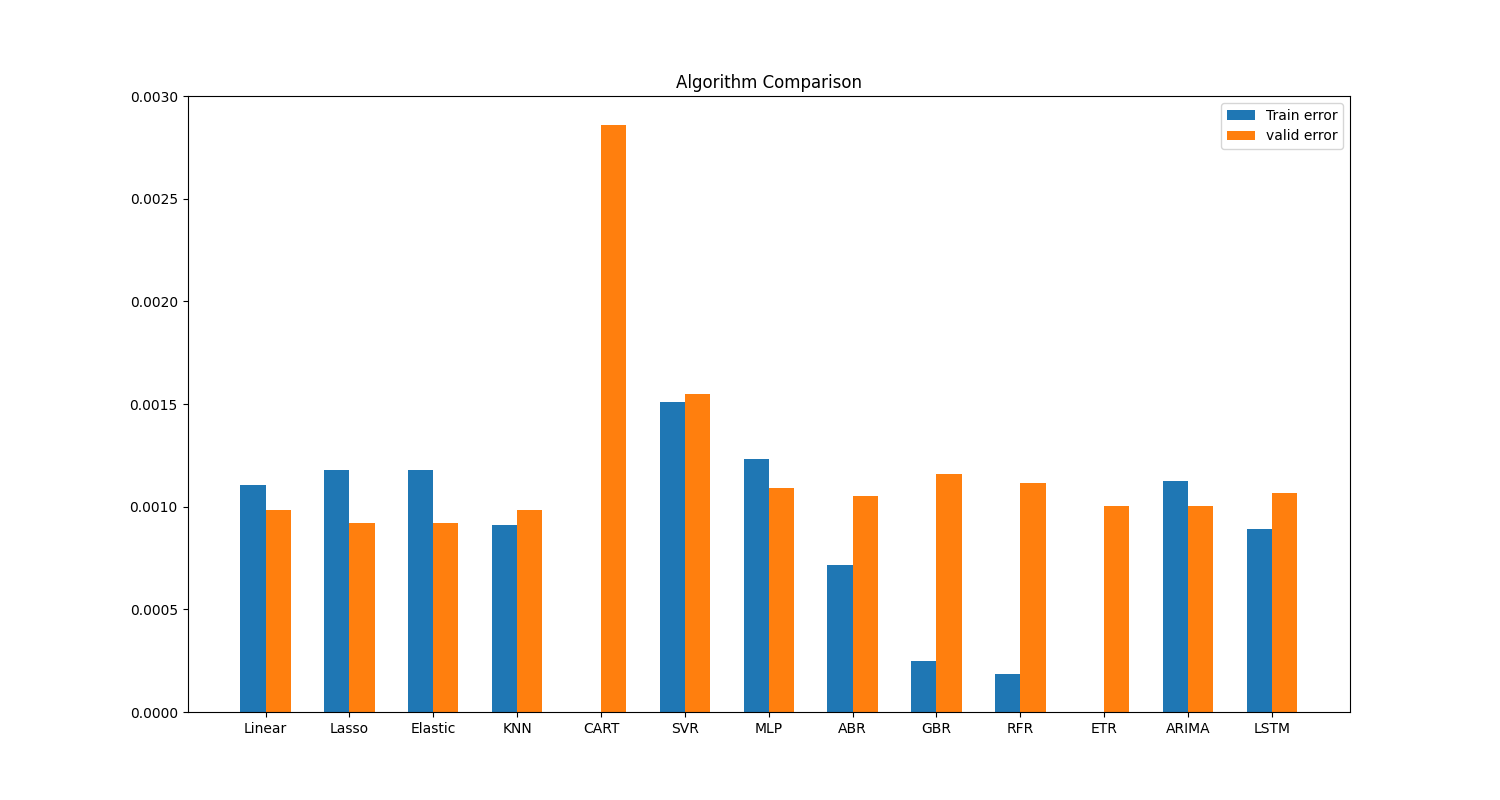 Algorithm Comparison
0.0030
0.0025
0.0020
0.0015
0.0010
0.0005
0.0000
Train error
valid error
Linear Lasso Elastic KNN CART SVR MLP ABR GBR RFR ETR ARIMA LSTM